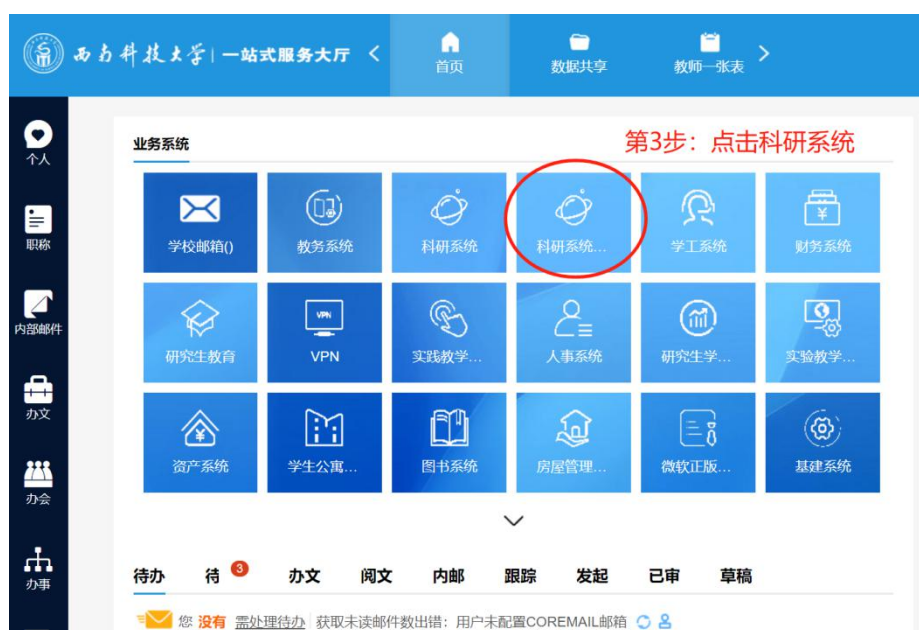 西南科技大学 | 一站式服务大厅
首页
数据共享
教师一张表
个人
职称
内部邮件
办文
办会
办事
业务系统
第3步：点击科研系统
学校邮箱()
教务系统
科研系统
科研系统...
学工系统
财务系统
研究生教育
VPN
VPN
实践教学...
人事系统
研究生学...
实验教学...
资产系统
学生公寓...
图书系统
房屋管理...
微软正版...
基建系统
待办 待 3 办文 阅文 内邮 跟踪 发起 已审 草稿
您 没有 需处理待办 获取未读邮件数出错：用户未配置COREMAIL邮箱